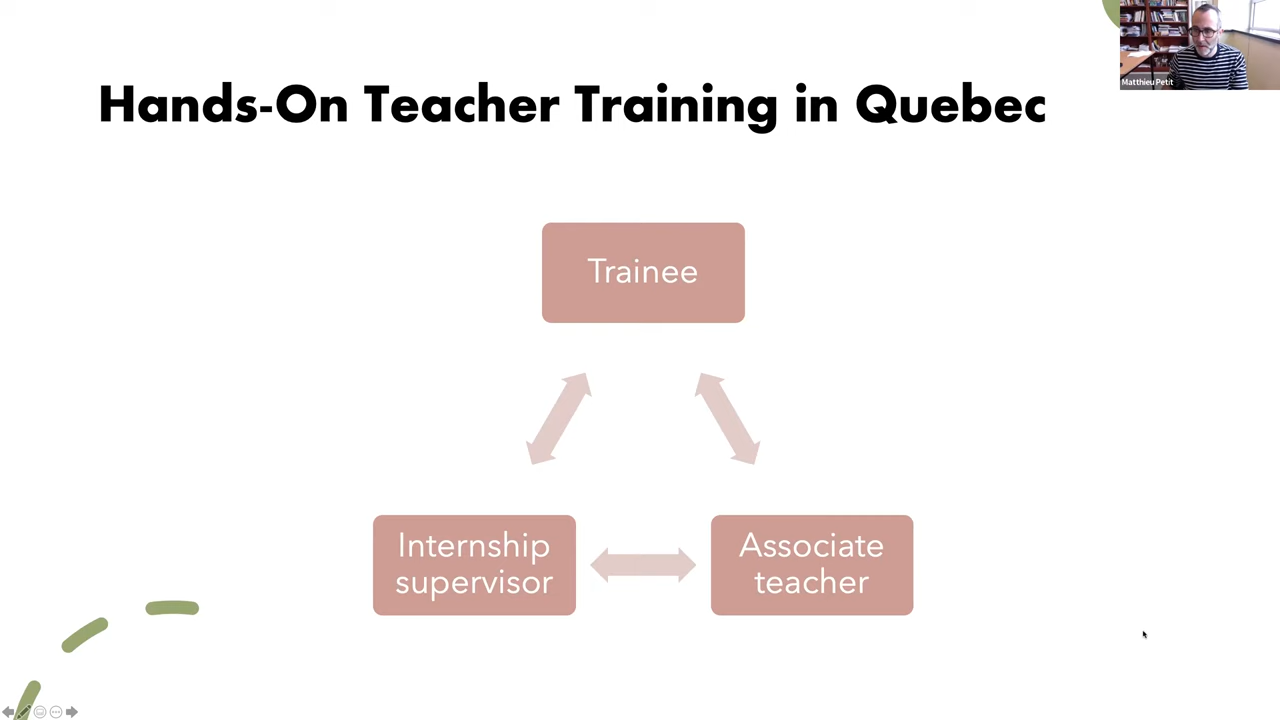 Matthieu Petit
Hands-On Teacher Training in Quebec
Trainee
Internship
supervisor
Associate
teacher